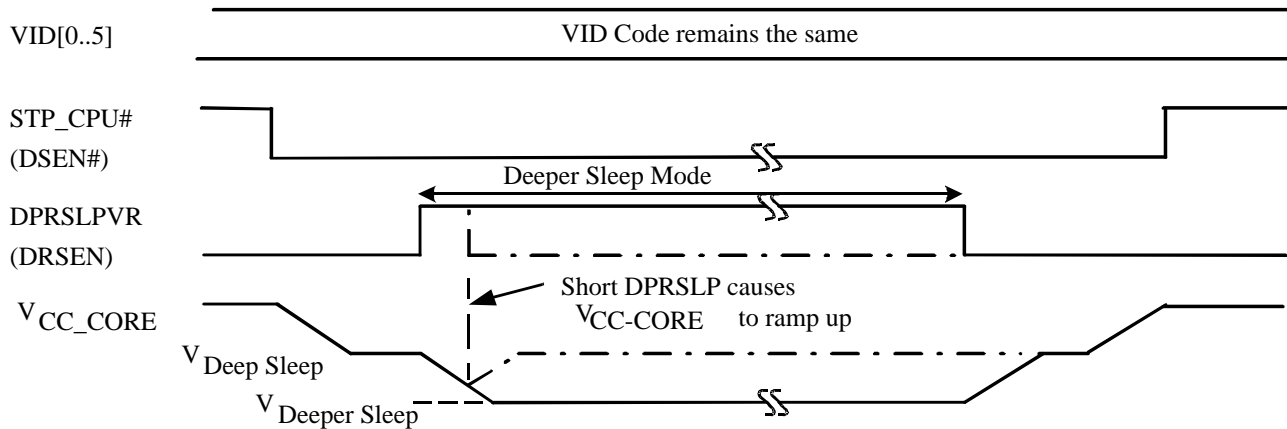 VID[0..5]
VID Code remains the same
STP_CPU#
(DSEN#)
Deeper Sleep Mode
DPRSLPVR
(DRSEN)
Short DPRSLP causes
VCC-CORE to ramp up
VCC_CORE
VDeep Sleep
VDeeper Sleep